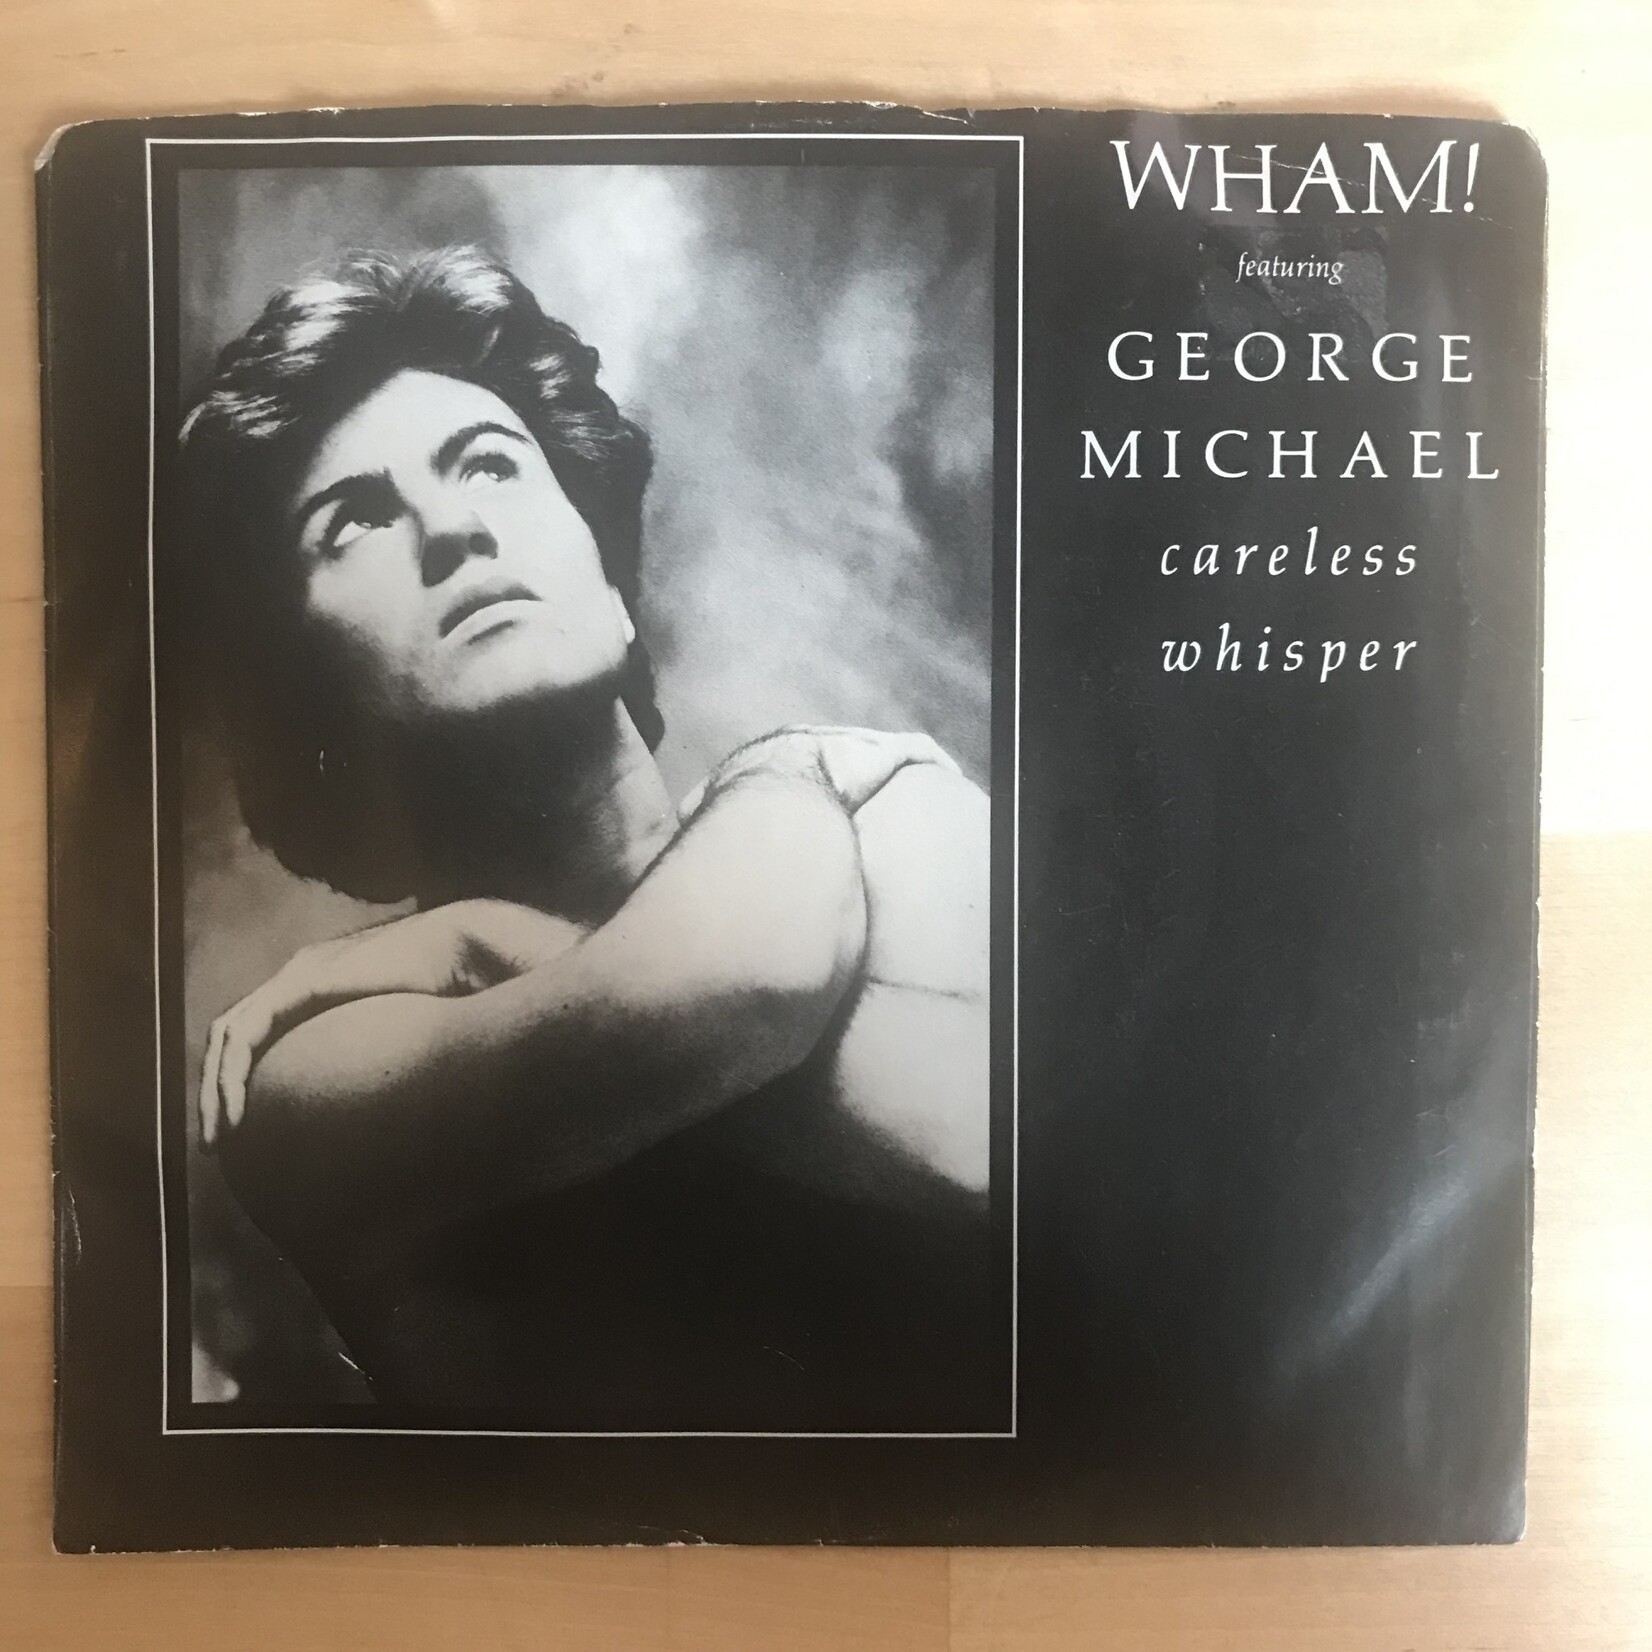 WHAM!
featuring
GEORGE
MICHAEL
careless
whisper